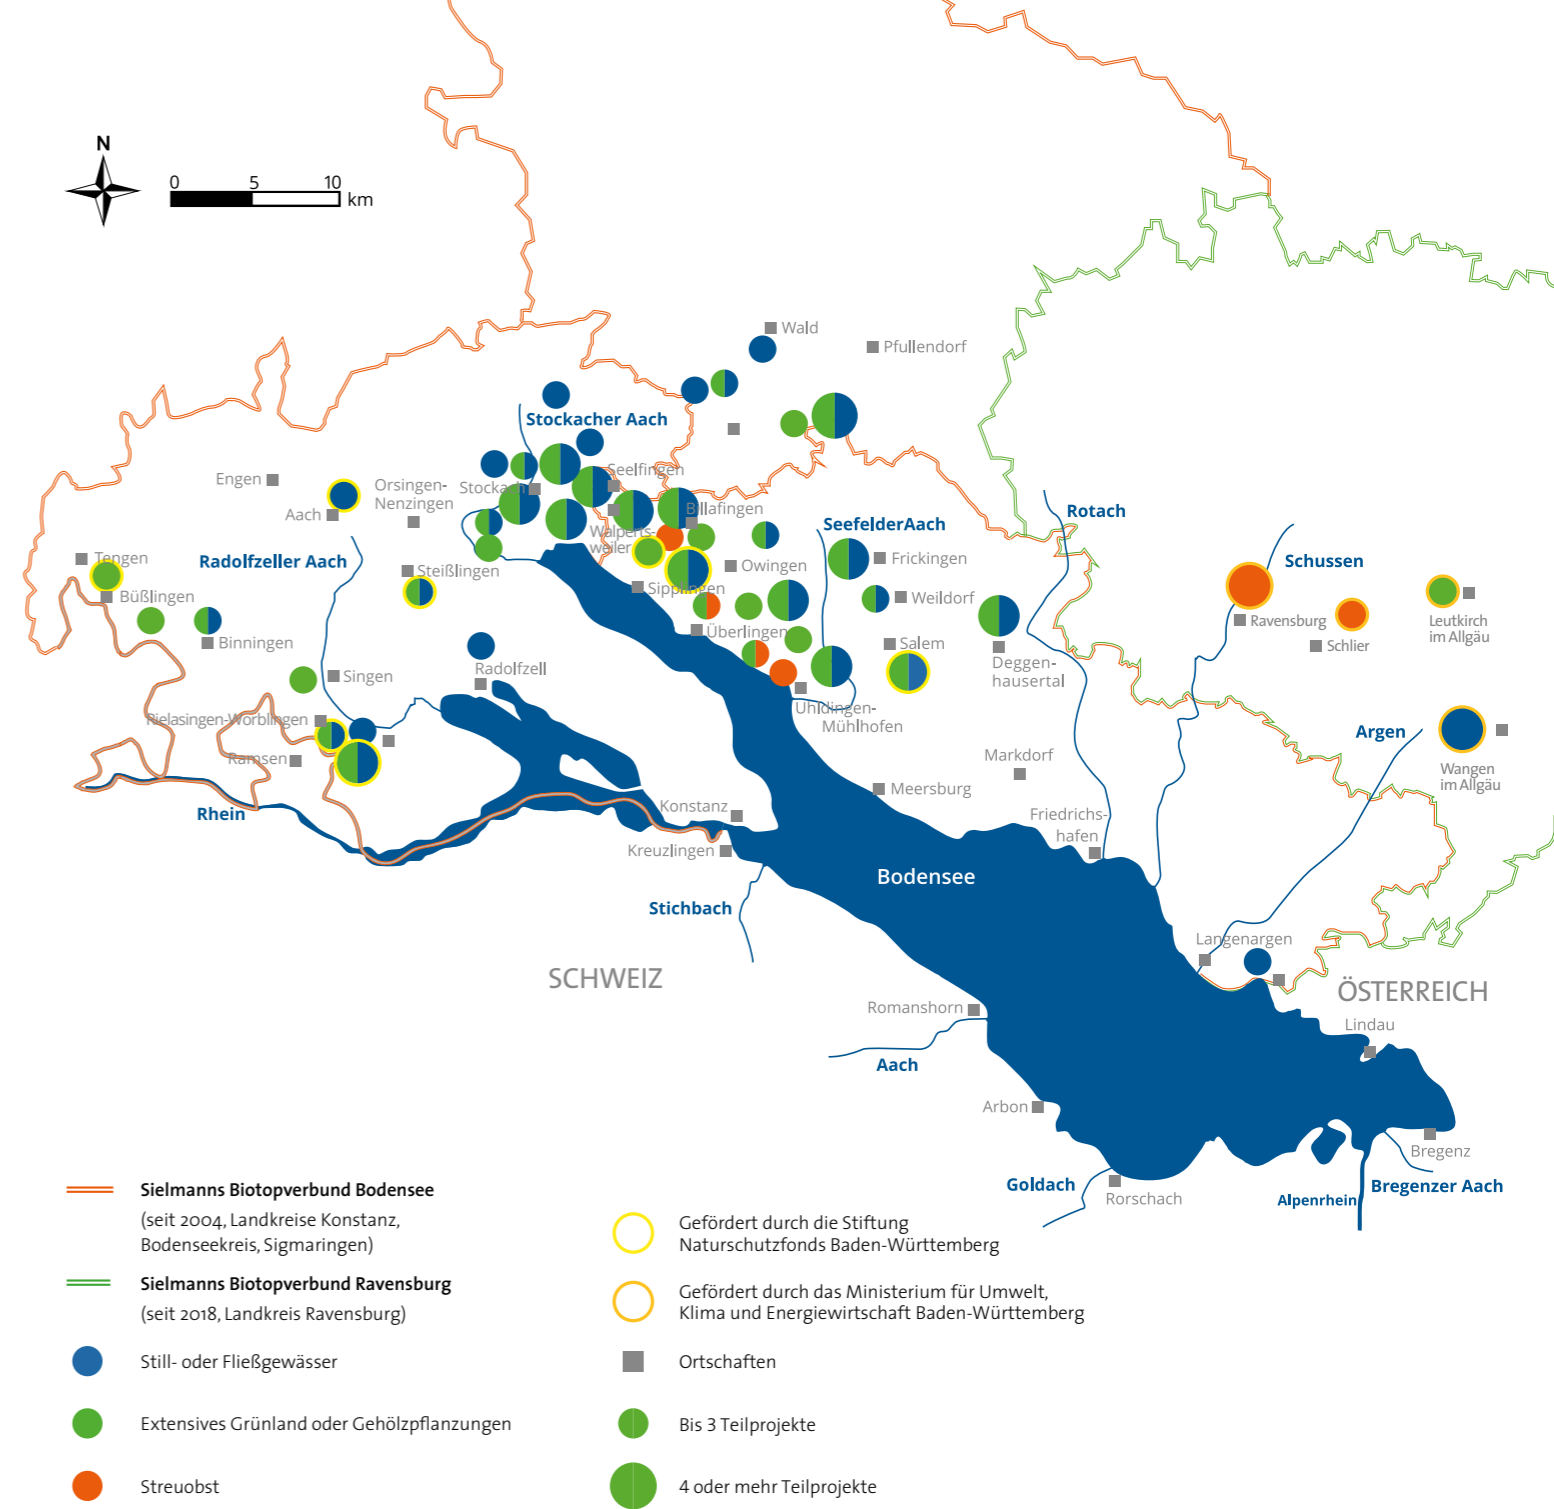 N
0 5 10
km
Wald
Pfullendorf
Stockacher Aach
Engen
Aach
Orsingen-
Nenzingen
Stockach
Seelfingen
Billafingen
Walperts-
weiler
SeefelderAach
Rotach
Schussen
Radolfzeller Aach
Tengen
Büßlingen
Steißlingen
Sipplingen
Owingen
Frickingen
Weildorf
Binningen
Überlingen
Salem
Ravensburg
Schlier
Leutkirch
im Allgäu
Radolfzell
Singen
Deggen-
hausertal
Uhldingen-
Mühlhofen
Rielasingen-Worblingen
Ramsen
Argen
Wangen
im Allgäu
Markdorf
Meersburg
Rhein
Konstanz
Friedrichs-
hafen
Kreuzlingen
Bodensee
Stichbach
Langenargen
SCHWEIZ
ÖSTERREICH
Romanshorn
Lindau
Aach
Arbon
Bregenz
Goldach
Rorschach
Alpenrhein
Bregenzer Aach
Sielmanns Biotopverbund Bodensee
(seit 2004, Landkreise Konstanz,
Bodenseekreis, Sigmaringen)
Sielmanns Biotopverbund Ravensburg
(seit 2018, Landkreis Ravensburg)
Still- oder Fließgewässer
Extensives Grünland oder Gehölzpflanzungen
Streuobst
Gefördert durch die Stiftung
Naturschutzfonds Baden-Württemberg
Gefördert durch das Ministerium für Umwelt,
Klima und Energiewirtschaft Baden-Württemberg
Ortschaften
Bis 3 Teilprojekte
4 oder mehr Teilprojekte